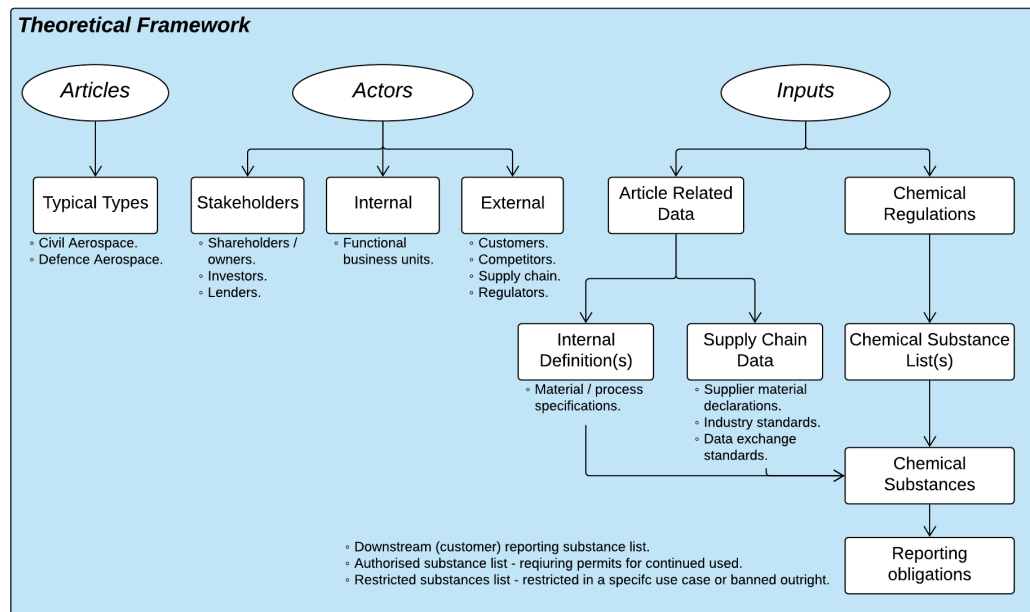 Theoretical Framework
Articles
Actors
Inputs
Typical Types
Stakeholders
Internal
External
Article Related
Data
Chemical
Regulations
◦ Civil Aerospace.
◦ Defence Aerospace.
◦ Shareholders /
owners.
◦ Investors.
◦ Lenders.
◦ Functional
business units.
◦ Customers.
◦ Competitors.
◦ Supply chain.
◦ Regulators.
Internal
Definition(s)
Supply Chain
Data
Chemical Substance
List(s)
◦ Material / process
specifications.
◦ Supplier material
declarations.
◦ Industry standards.
◦ Data exchange
standards.
Chemical
Substances
◦ Downstream (customer) reporting substance list.
◦ Authorised substance list - reqiuring permits for continued used.
◦ Restricted substances list - restricted in a specifc use case or banned outright.
Reporting
obligations